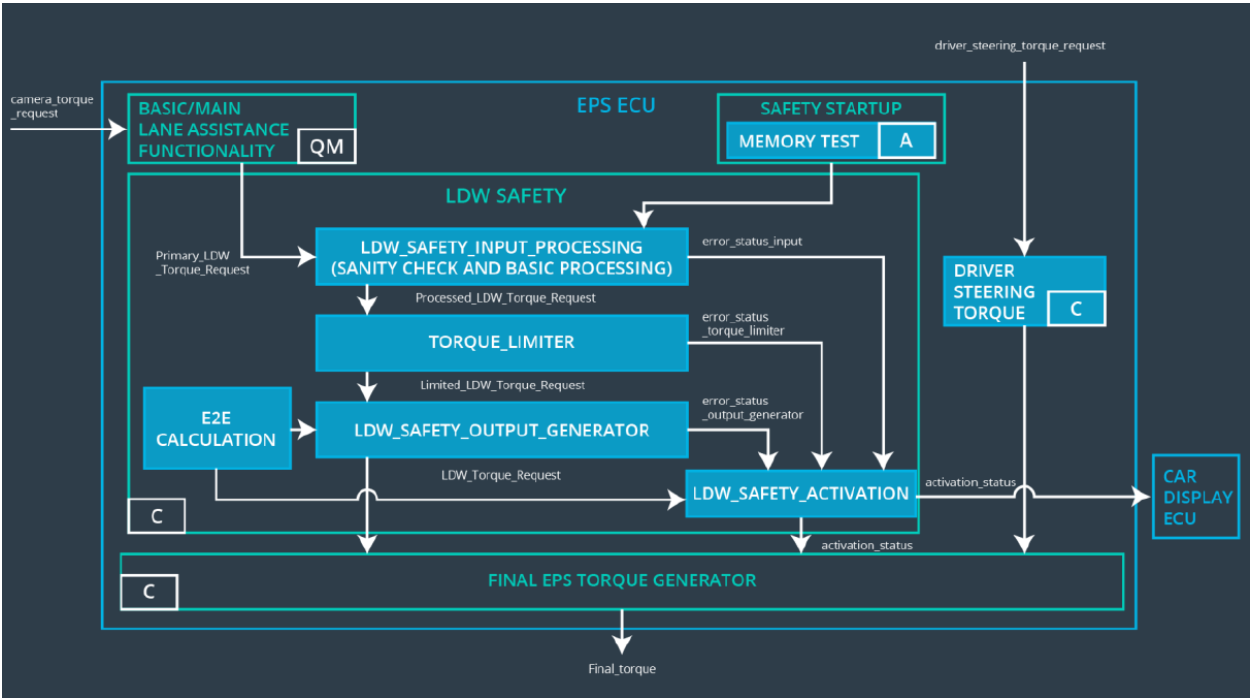 driver_steering_torque_request
camera_torque
_request
EPS ECU
BASIC/MAIN
LANE ASSISTANCE
FUNCTIONALITY
QM
SAFETY STARTUP
MEMORY TEST
A
LDW SAFETY
Primary_LDW
_Torque_Request
LDW_SAFETY_INPUT_PROCESSING
(SANITY CHECK AND BASIC PROCESSING)
error_status_input
DRIVER
STEERING
TORQUE
C
Processed_LDW_Torque_Request
TORQUE_LIMITER
error_status
_torque_limiter
Limited_LDW_Torque_Request
E2E
CALCULATION
LDW_SAFETY_OUTPUT_GENERATOR
error_status
_output_generator
LDW_Torque_Request
LDW_SAFETY_ACTIVATION
activation_status
CAR
DISPLAY
ECU
C
activation_status
FINAL EPS TORQUE GENERATOR
C
Final_torque